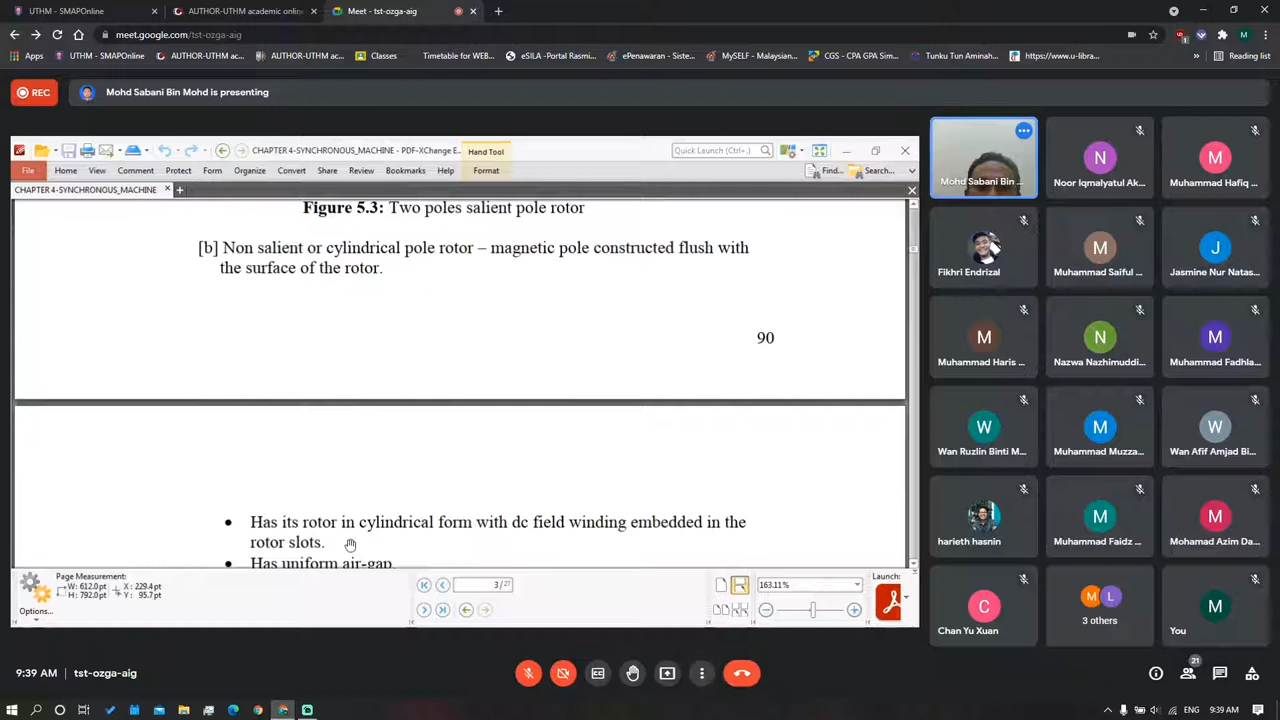 UTHM - SMAPOnline
AUTHOR-UTHM academic online
Meet - tst-ozga-aig
meet.google.com/tst-ozga-aig
Apps
UTHM - SMAPOnline
AUTHOR-UTHM ac...
AUTHOR-UTHM ac...
Classes
Timetable for WEB...
eSILA -Portal Rasmi...
ePenawaran - Siste...
MySELF - Malaysian...
CGS - CPA GPA Sim...
Tunku Tun Aminah...
https://www.u-libra...
Reading list
REC
Mohd Sabani Bin Mohd is presenting
CHAPTER 4-SYNCHRONOUS_MACHINE - PDF-XChange E...
Hand Tool
Quick Launch (Ctrl+.)
File
Home
View
Comment
Protect
Form
Organize
Convert
Share
Review
Bookmarks
Help
Format
Find...
Search...
CHAPTER 4-SYNCHRONOUS_MACHINE
Figure 5.3: Two poles salient pole rotor
[b] Non salient or cylindrical pole rotor – magnetic pole constructed flush with
the surface of the rotor.
90
• Has its rotor in cylindrical form with dc field winding embedded in the
rotor slots.
• Has uniform air-gap.
Options...
Page Measurement:
W: 612.0pt
H: 792.0pt
X: 229.4pt
Y: 95.7pt
3/27
163.11%
Launch:
Mohd Sabani Bin ...
N
Noor Iqmalyatul Ak...
M
Muhammad Hafiq ...
Fikhri Endrizal
M
Muhammad Saiful ...
J
Jasmine Nur Natas...
M
Muhammad Haris ...
N
Nazwa Nazhimuddi...
M
Muhammad Fadhla...
W
Wan Ruzlin Binti M...
M
Muhammad Muzza...
W
Wan Afif Amjad Bi...
harieth hasnin
M
Muhammad Faidz ...
M
Mohamad Azim Da...
C
Chan Yu Xuan
M L
3 others
M
You
9:39 AM
tst-ozga-aig
21
ENG
9:39 AM